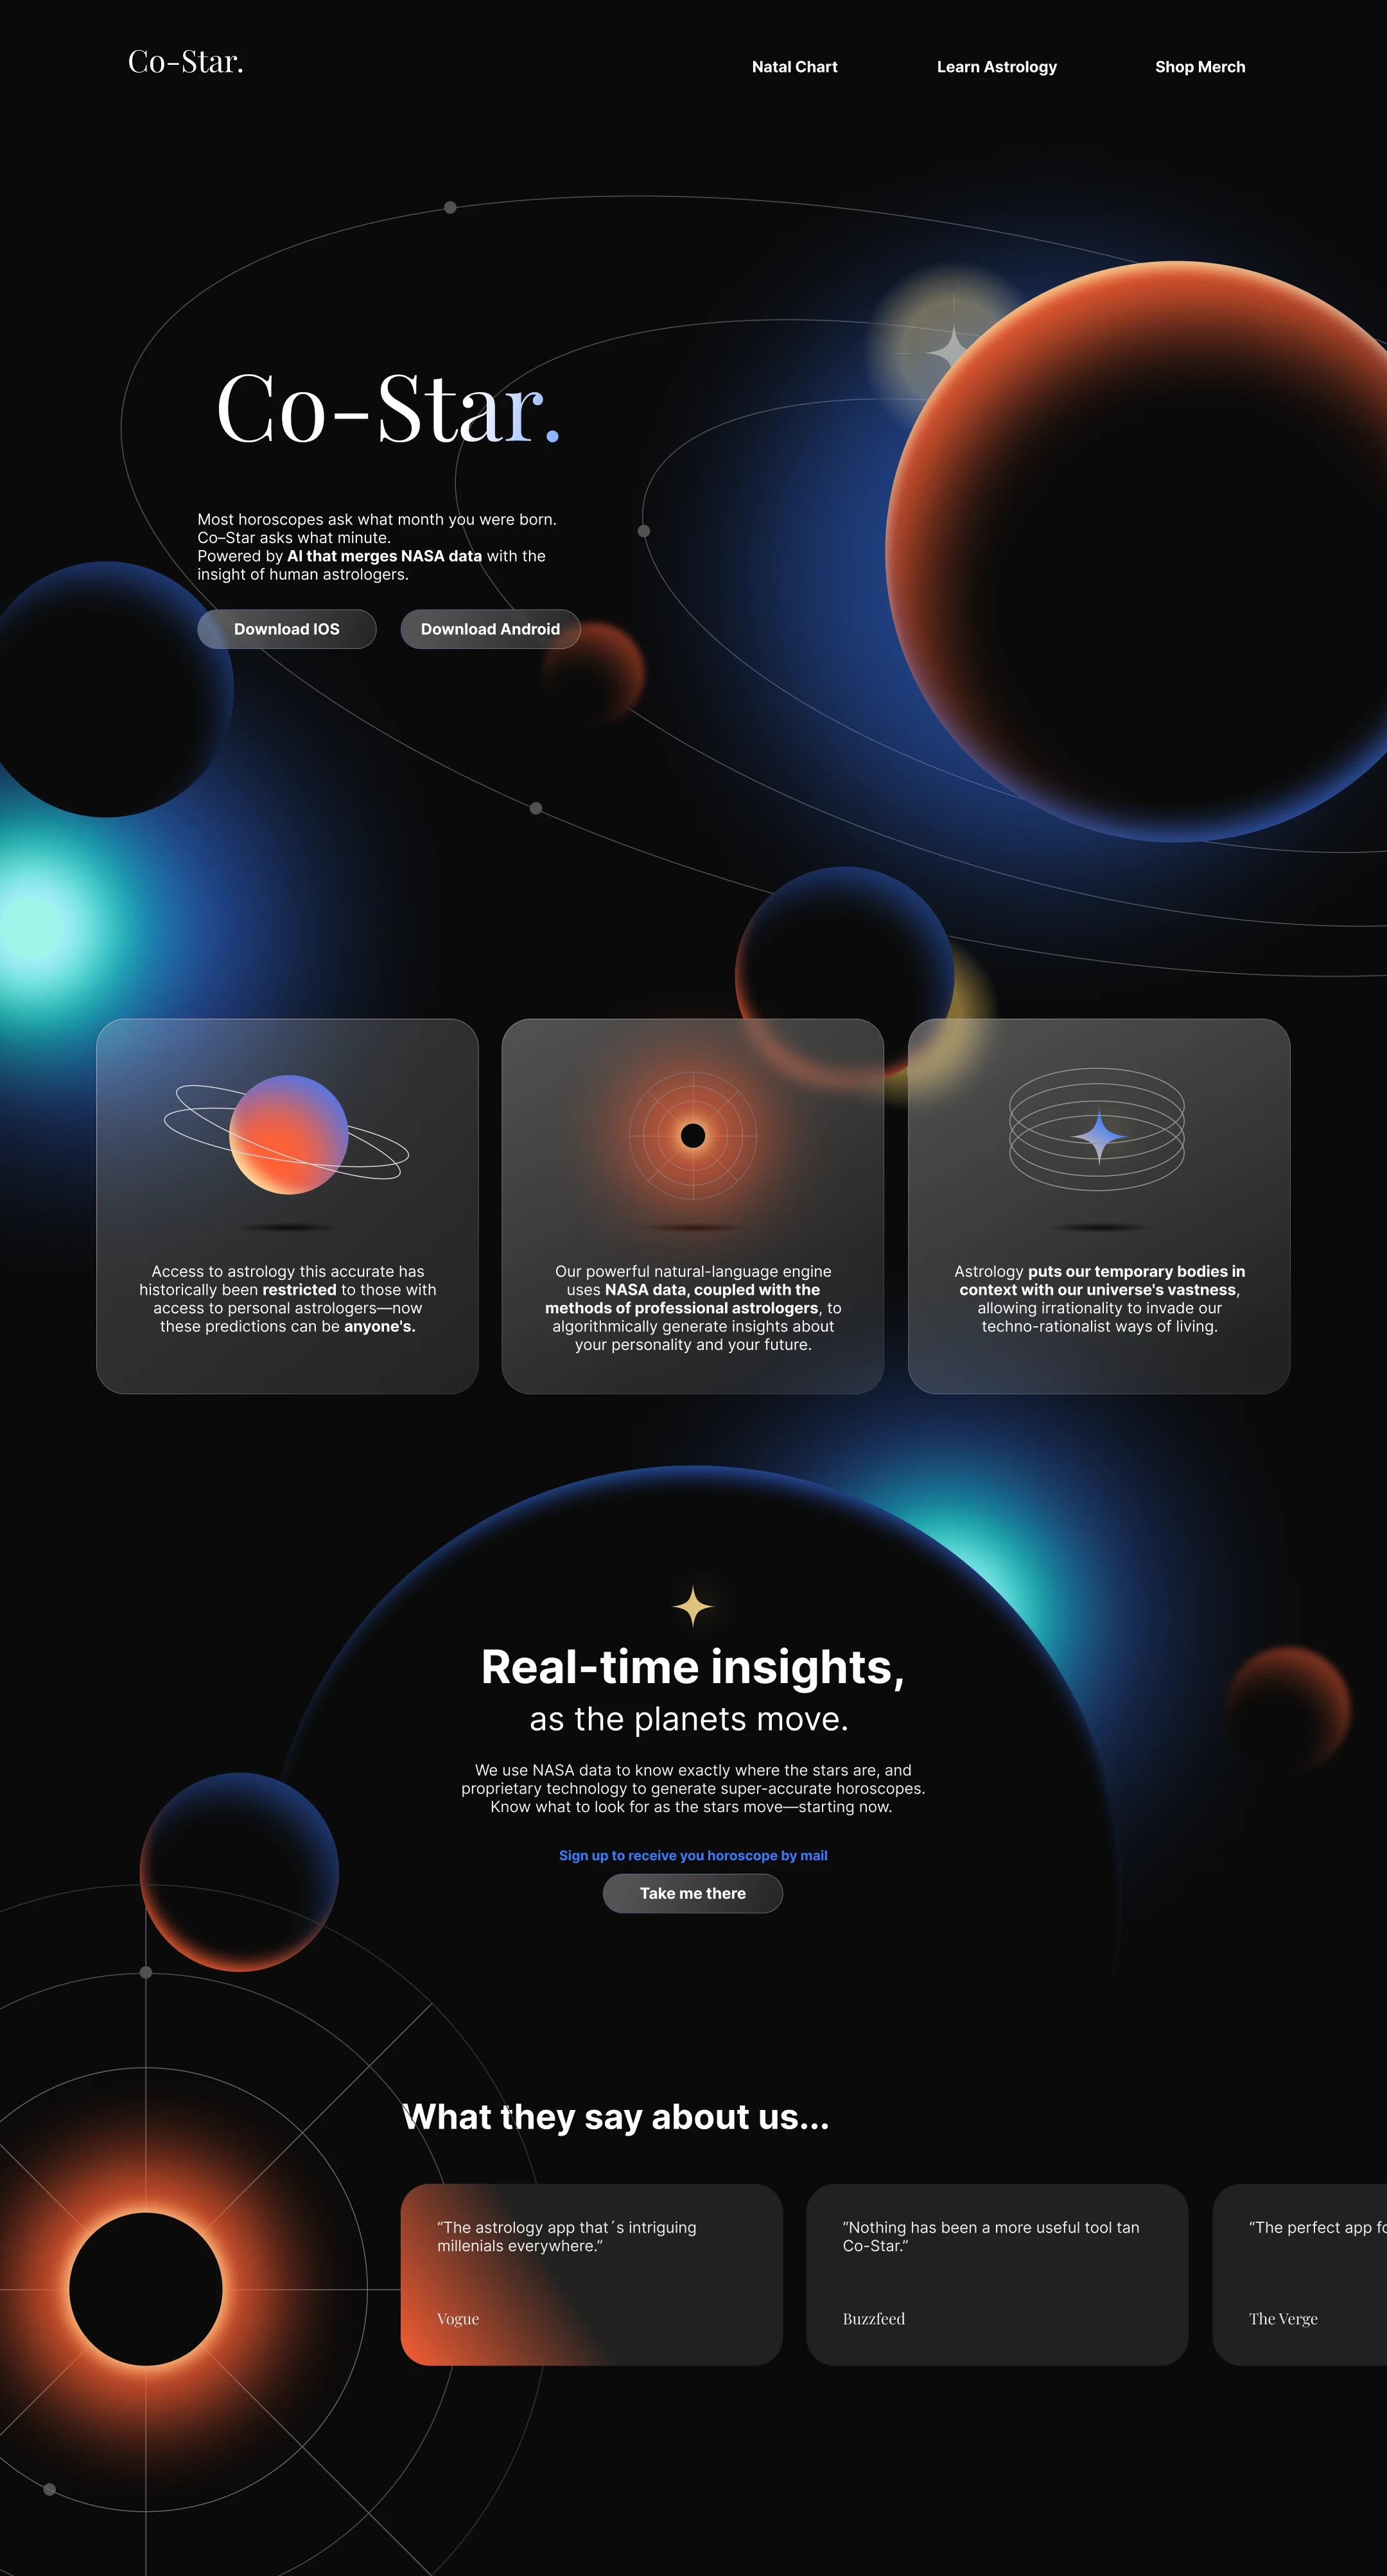 Co–Star.
Natal Chart
Learn Astrology
Shop Merch
Co–Star.
Most horoscopes ask what month you were born.
Co–Star asks what minute.
Powered by AI that merges NASA data with the
insight of human astrologers.
Download IOS
Download Android
Access to astrology this accurate has
historically been restricted to those with
access to personal astrologers—now
these predictions can be anyone's.
Our powerful natural-language engine
uses NASA data, coupled with the
methods of professional astrologers, to
algorithmically generate insights about
your personality and your future.
Astrology puts our temporary bodies in
context with our universe's vastness,
allowing irrationality to invade our
techno-rationalist ways of living.
Real-time insights,
as the planets move.
We use NASA data to know exactly where the stars are, and
proprietary technology to generate super-accurate horoscopes.
Know what to look for as the stars move—starting now.
Sign up to receive you horoscope by mail
Take me there
What they say about us...
“The astrology app that´s intriguing
millenials everywhere.”
Vogue
“Nothing has been a more useful tool tan
Co-Star.”
Buzzfeed
“The perfect app
The Verge